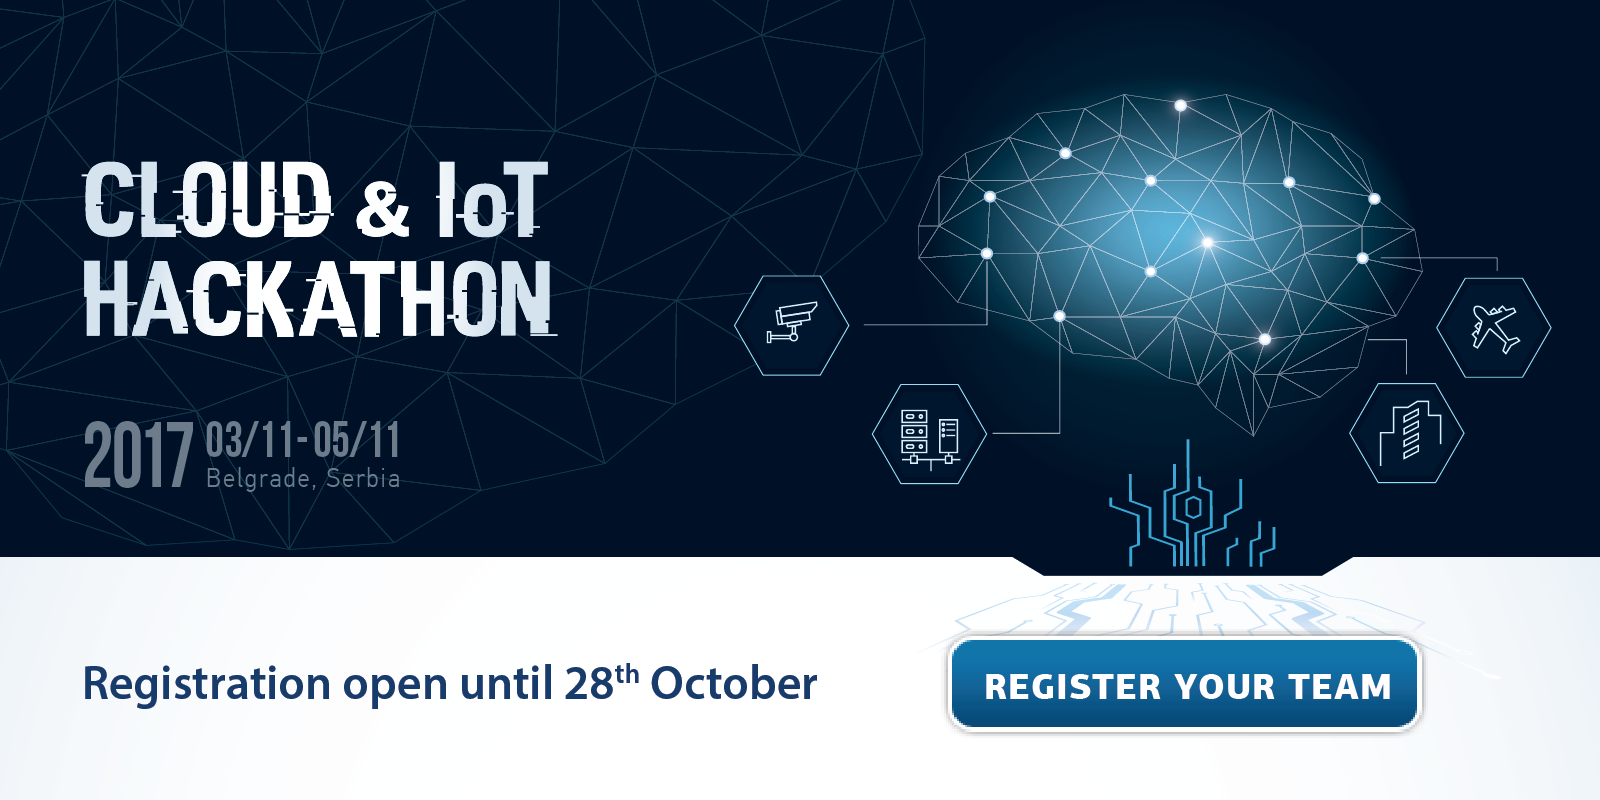 CLOUD & IoT
HACKATHON
2017 03/11-05/11
Belgrade, Serbia
Registration open until 28th October
REGISTER YOUR TEAM